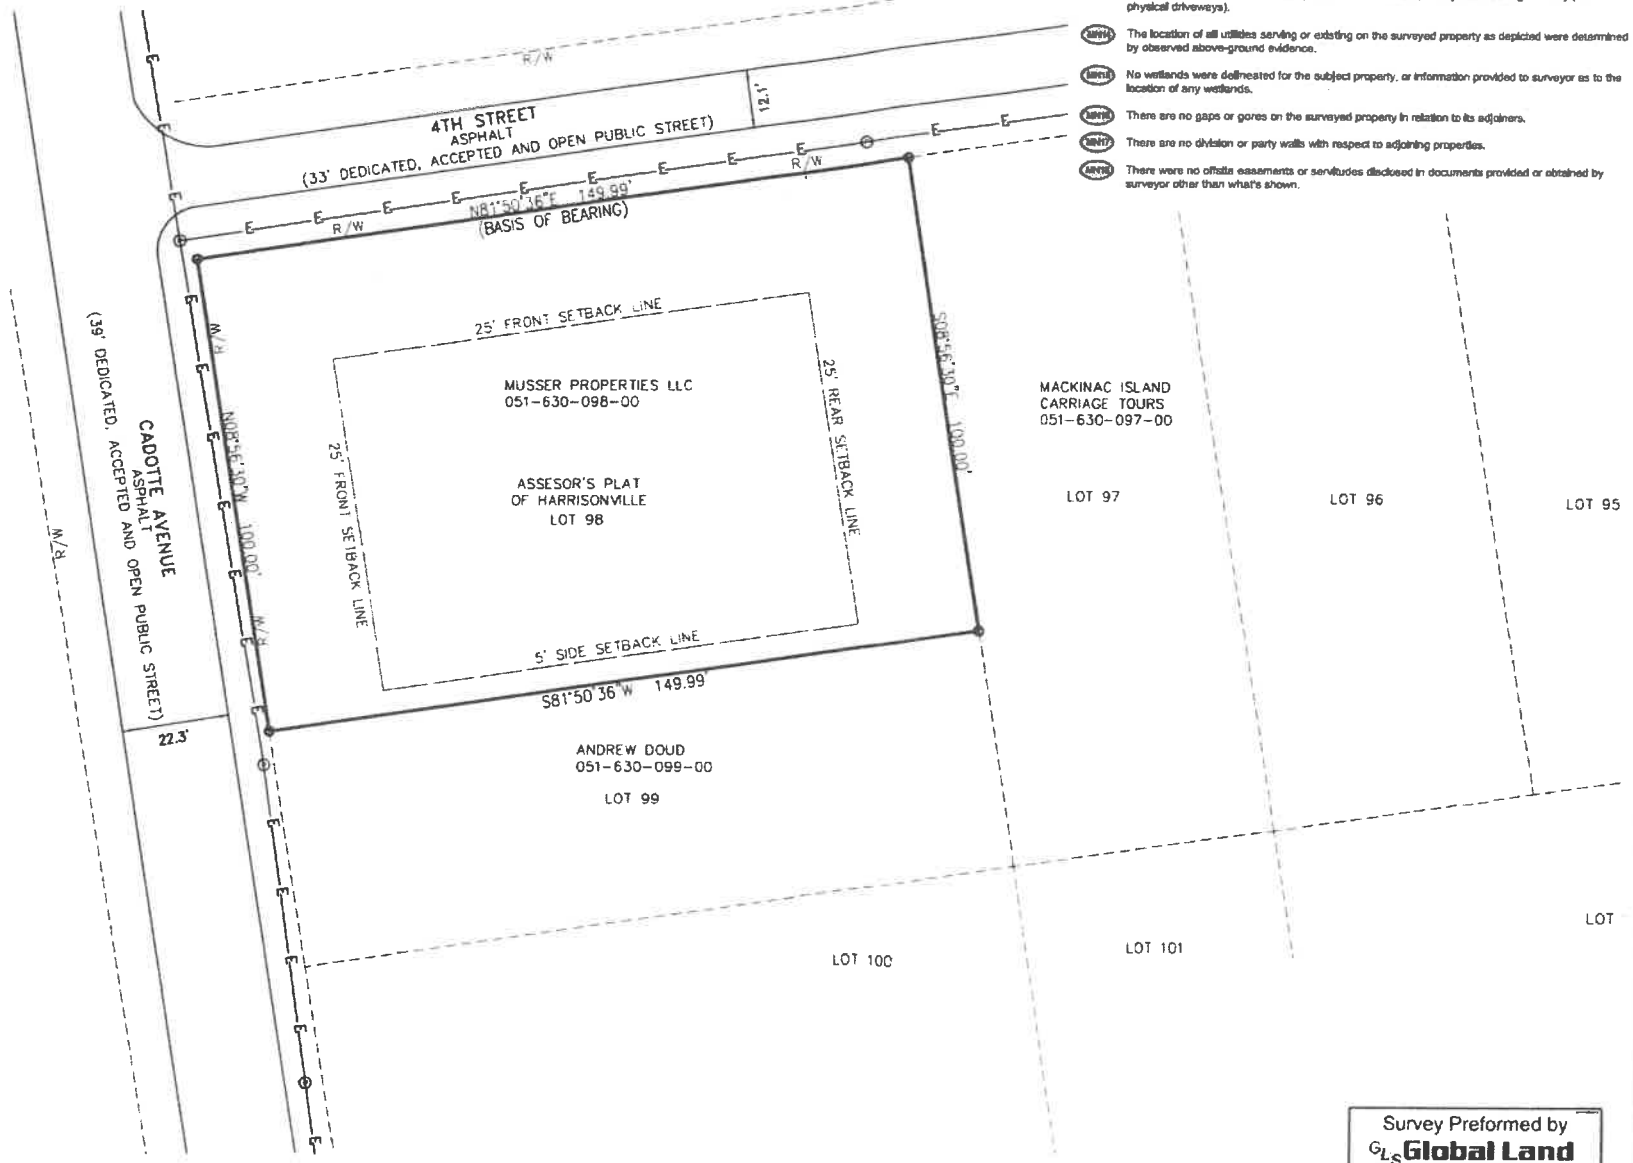 physical driveways).
MN14 The location of all utilities serving or existing on the surveyed property as depicted were determined
by observed above-ground evidence.
No wetlands were delineated for the subject property, or information provided to surveyor as to the
location of any wetlands.
There are no gaps or gores on the surveyed property in relation to its adjoiners.
MN17 There are no division or party walls with respect to adjoining properties.
There were no offsite easements or servitudes disclosed in documents provided or obtained by
surveyor other than what's shown.
R/W
4TH STREET
ASPHALT
(33' DEDICATED, ACCEPTED AND OPEN PUBLIC STREET)
12.1'
E E E E E E E E E E E E
R/W
R/W
N81°50'36"E 149.99'
(BASIS OF BEARING)
25' FRONT SETBACK LINE
MUSSER PROPERTIES LLC
051-630-098-00
ASSESOR'S PLAT
OF HARRISONVILLE
LOT 98
25' FRONT SETBACK LINE
25' REAR SETBACK LINE
5' SIDE SETBACK LINE
S81°50'36"W 149.99'
S08°56'30"E 100.00'
N08°56'30"W 100.00'
R/W
R/W
R/W
CADOTTE AVENUE
ASPHALT
(39' DEDICATED, ACCEPTED AND OPEN PUBLIC STREET)
22.3'
MACKINAC ISLAND
CARRIAGE TOURS
051-630-097-00
LOT 97
LOT 96
LOT 95
ANDREW DOUD
051-630-099-00
LOT 99
LOT 100
LOT 101
LOT
Survey Preformed by
GLS Global Land